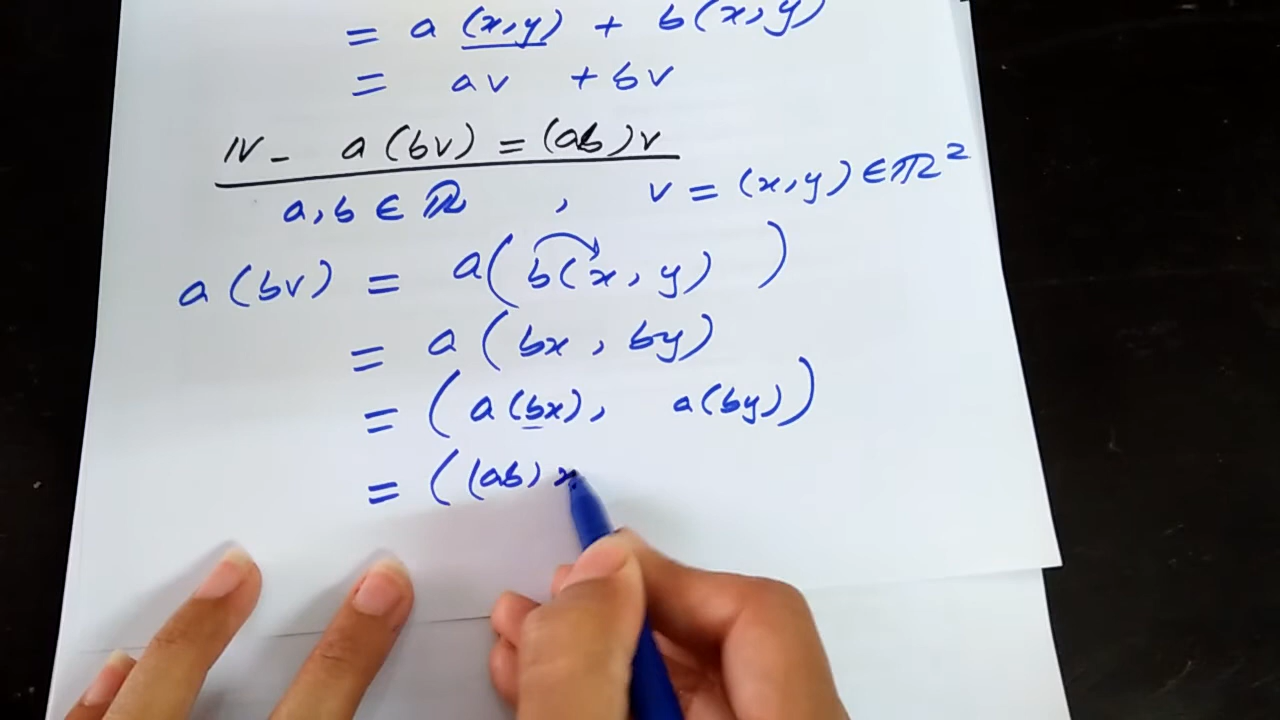 = a (x,y) + b(x,y)
= av + bv
IV- a(bv) = (ab)v
a,b ∈ ℝ , v = (x,y) ∈ ℝ²
a(bv) = a(b(x,y))
= a(bx, by)
= (a(bx), a(by))
= ((ab)x